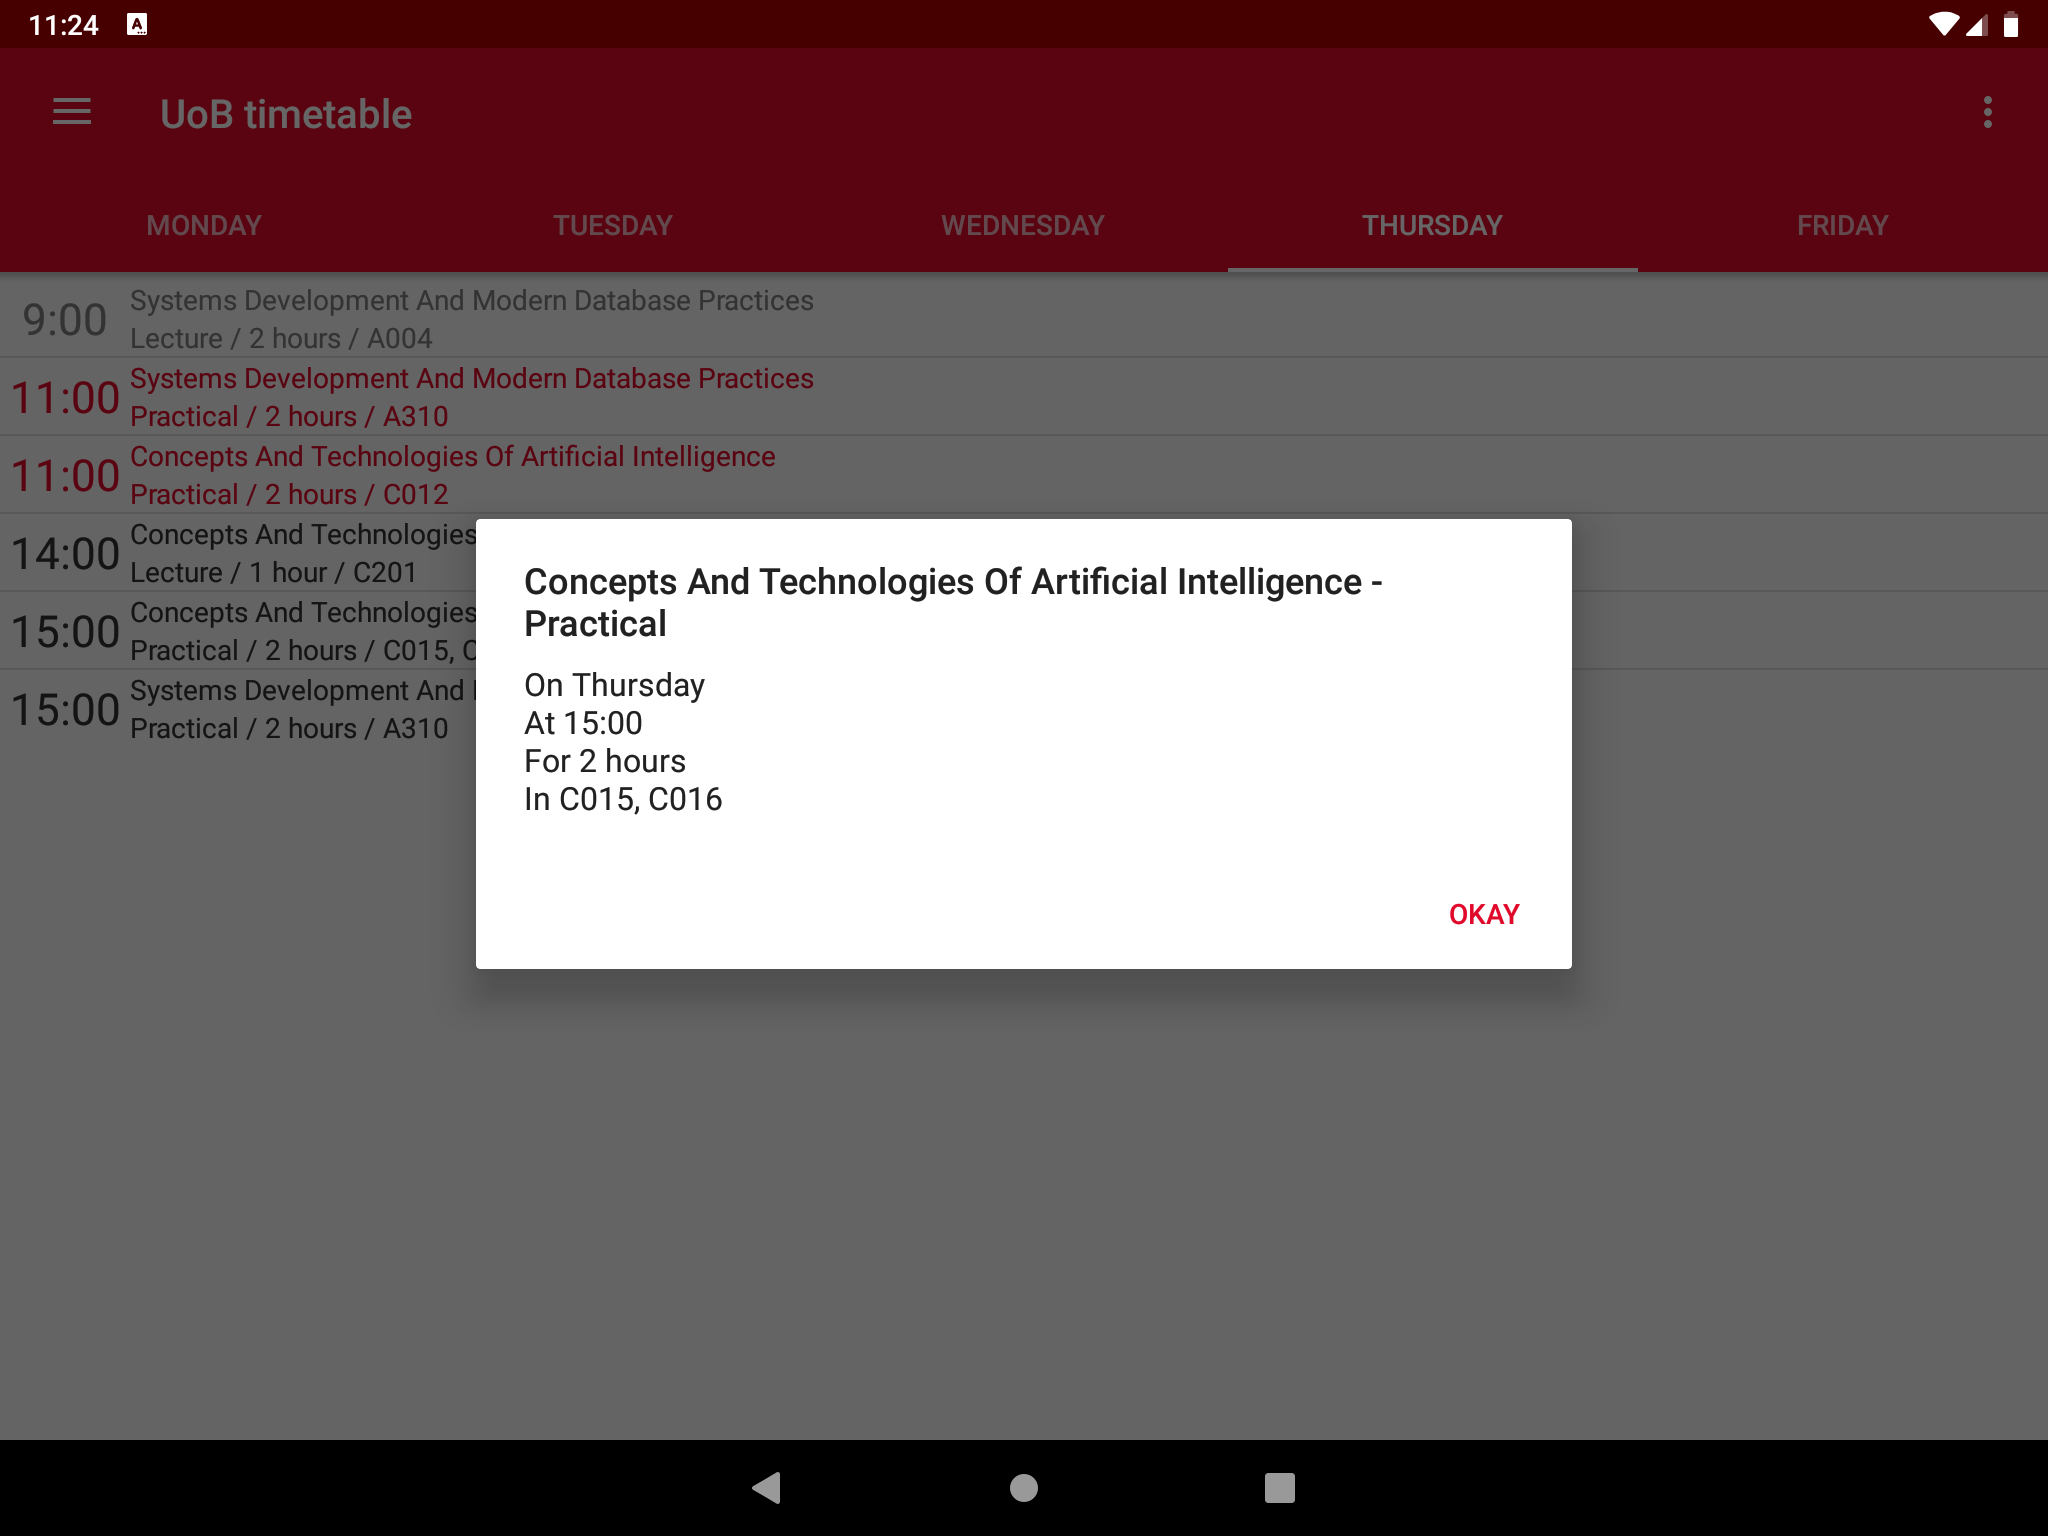 11:24
UoB timetable
MONDAY
TUESDAY
WEDNESDAY
THURSDAY
FRIDAY
9:00
Systems Development And Modern Database Practices
Lecture / 2 hours / A004
11:00
Systems Development And Modern Database Practices
Practical / 2 hours / A310
11:00
Concepts And Technologies Of Artificial Intelligence
Practical / 2 hours / C012
14:00
Concepts And Technologies
Lecture / 1 hour / C201
15:00
Concepts And Technologies
Practical / 2 hours / C015,
15:00
Systems Development And
Practical / 2 hours / A310
Concepts And Technologies Of Artificial Intelligence -
Practical
On Thursday
At 15:00
For 2 hours
In C015, C016
OKAY